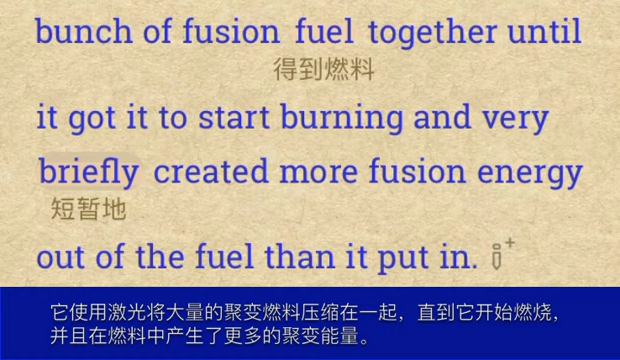 bunch of fusion fuel together until
得到燃料
it got it to start burning and very
briefly created more fusion energy
短暂地
out of the fuel than it put in.
它使用激光将大量的聚变燃料压缩在一起，直到它开始燃烧，
并且在燃料中产生了更多的聚变能量。